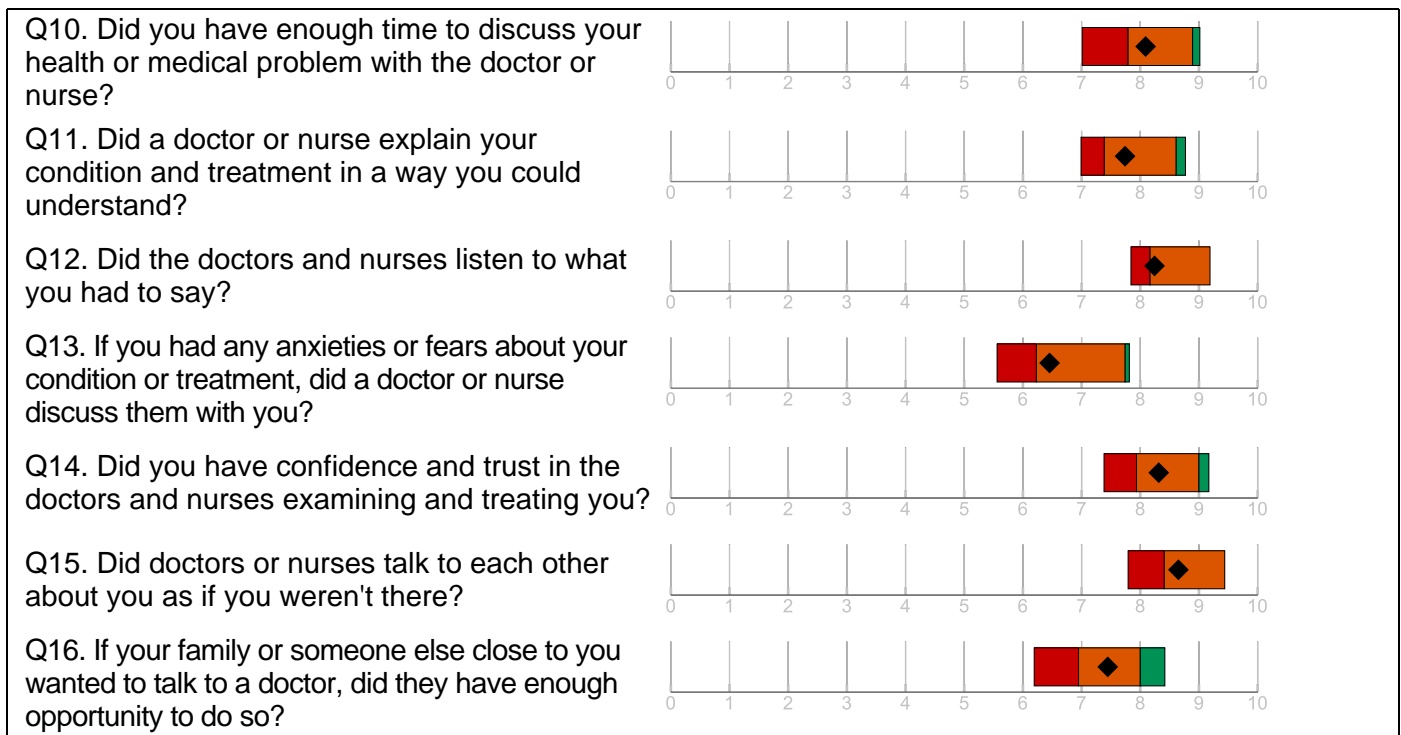 Q10. Did you have enough time to discuss your
health or medical problem with the doctor or
nurse?
0 1 2 3 4 5 6 7 8 9 10
Q11. Did a doctor or nurse explain your
condition and treatment in a way you could
understand?
0 1 2 3 4 5 6 7 8 9 10
Q12. Did the doctors and nurses listen to what
you had to say?
0 1 2 3 4 5 6 7 8 9 10
Q13. If you had any anxieties or fears about your
condition or treatment, did a doctor or nurse
discuss them with you?
0 1 2 3 4 5 6 7 8 9 10
Q14. Did you have confidence and trust in the
doctors and nurses examining and treating you?
0 1 2 3 4 5 6 7 8 9 10
Q15. Did doctors or nurses talk to each other
about you as if you weren't there?
0 1 2 3 4 5 6 7 8 9 10
Q16. If your family or someone else close to you
wanted to talk to a doctor, did they have enough
opportunity to do so?
0 1 2 3 4 5 6 7 8 9 10